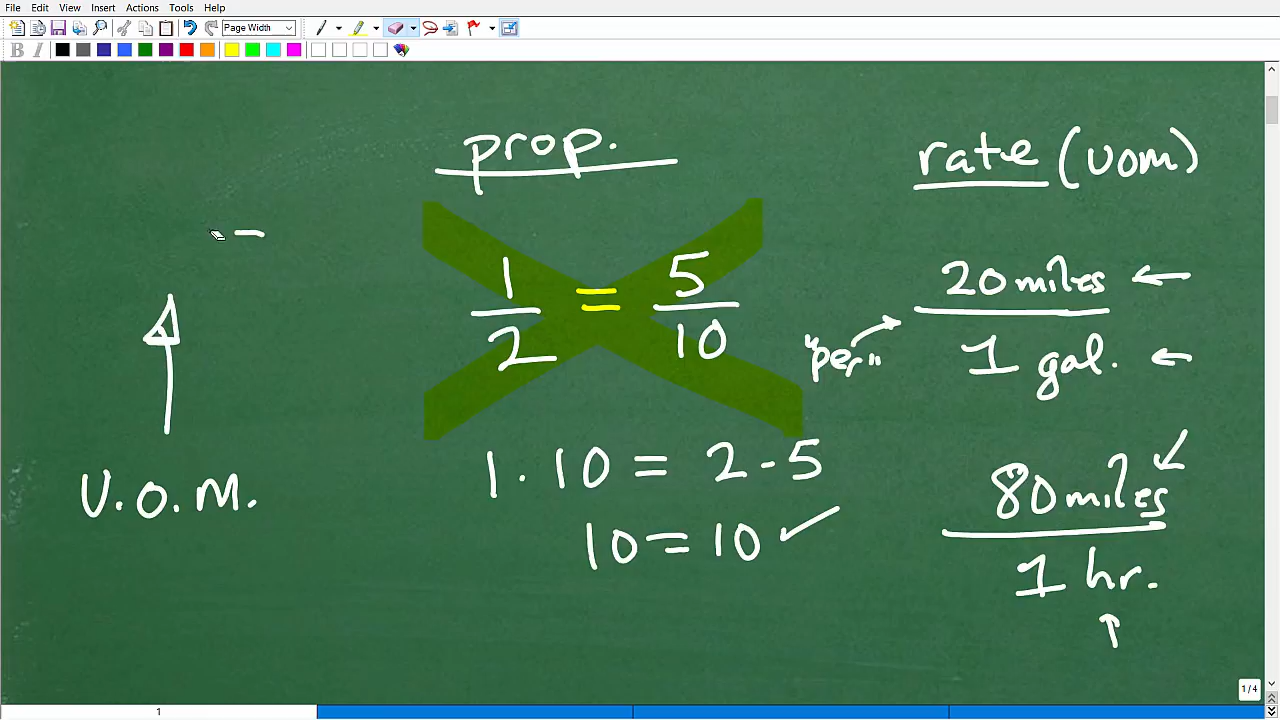 File Edit View Insert Actions Tools Help
Page Width
B I
prop.
1/2 = 5/10
1 · 10 = 2 - 5
10 = 10 ✓
rate (UOM)
20 miles
"per"
1 gal.
80 miles
1 hr.
U.O.M.
1/4
1